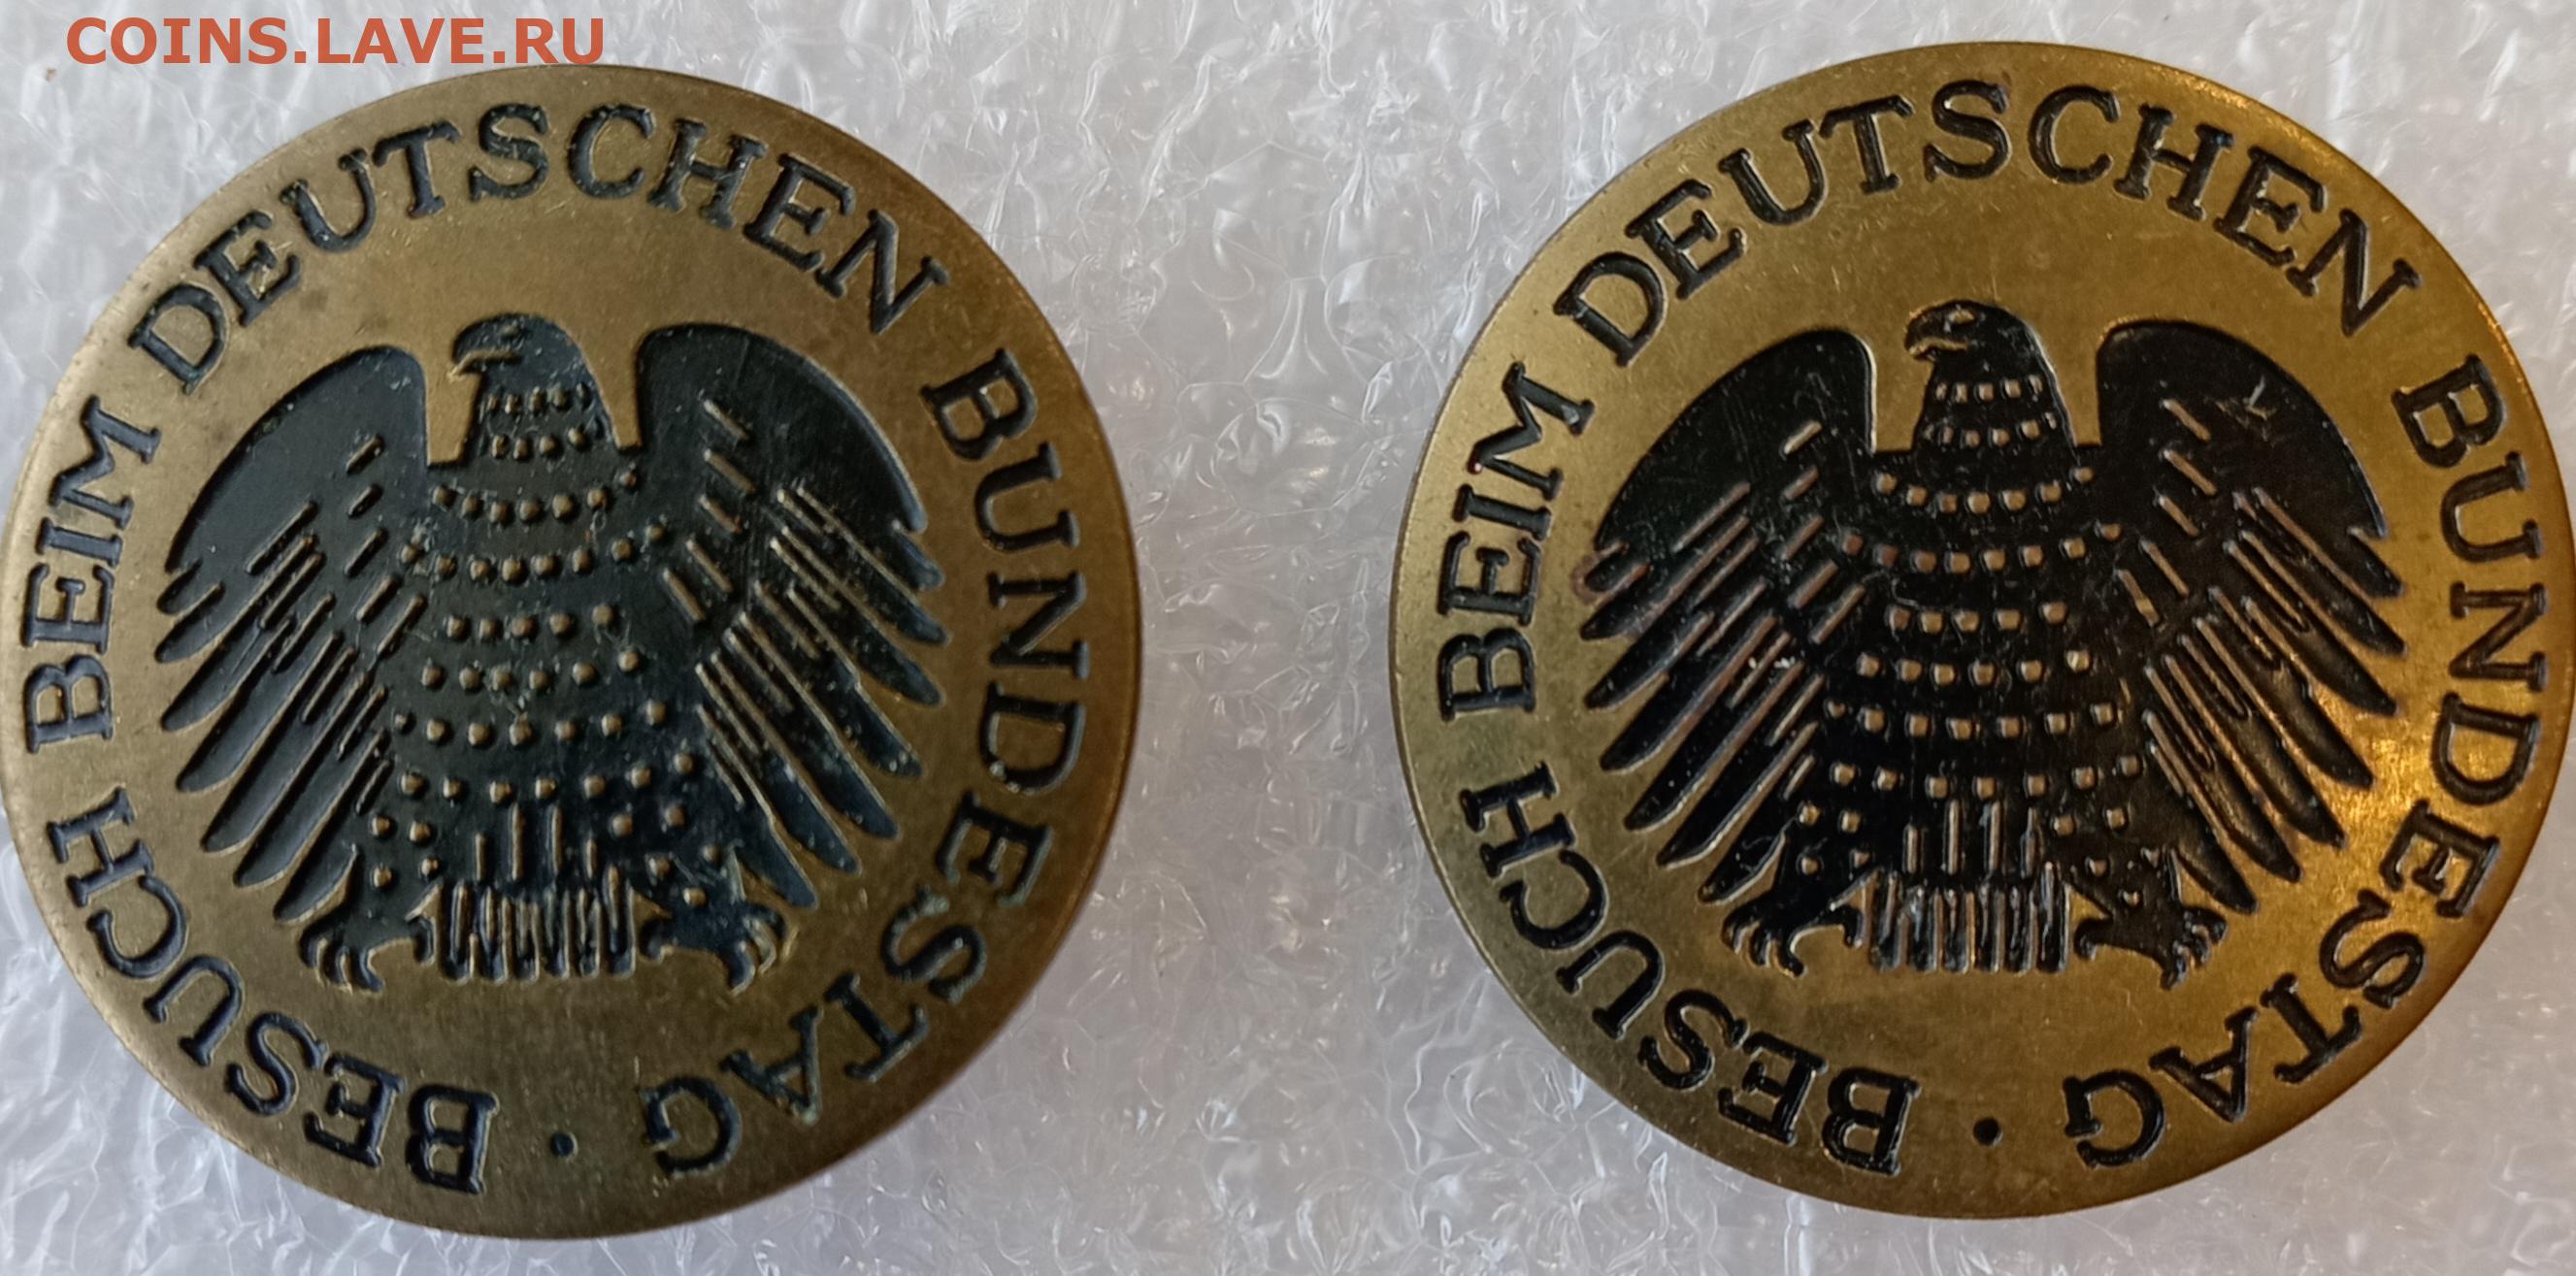 COINS.LAVE.RU
BESUCH BEIM DEUTSCHEN BUNDESTAG ·
BESUCH BEIM DEUTSCHEN BUNDESTAG ·